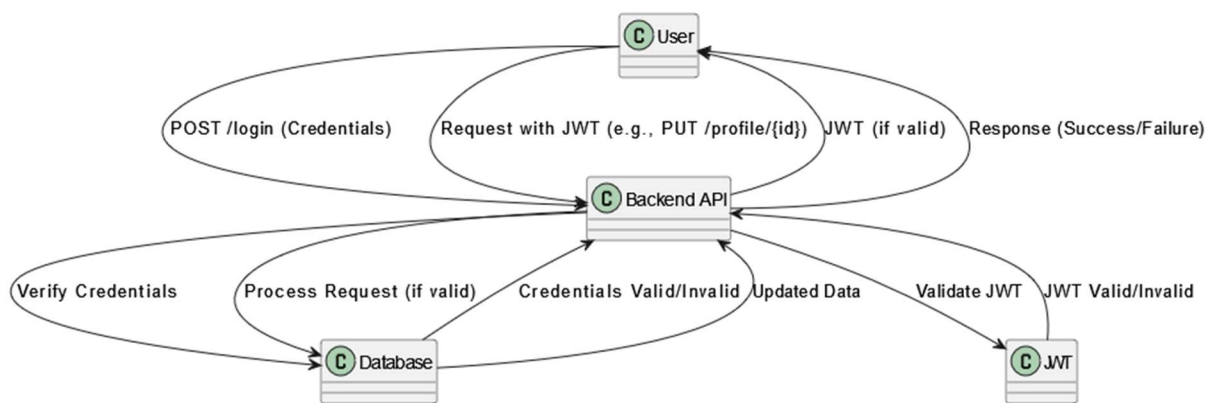 C User
POST /login (Credentials)
Request with JWT (e.g., PUT /profile/{id})
JWT (if valid)
Response (Success/Failure)
C Backend API
Verify Credentials
Process Request (if valid)
Credentials Valid/Invalid
Updated Data
Validate JWT
JWT Valid/Invalid
C Database
C JWT